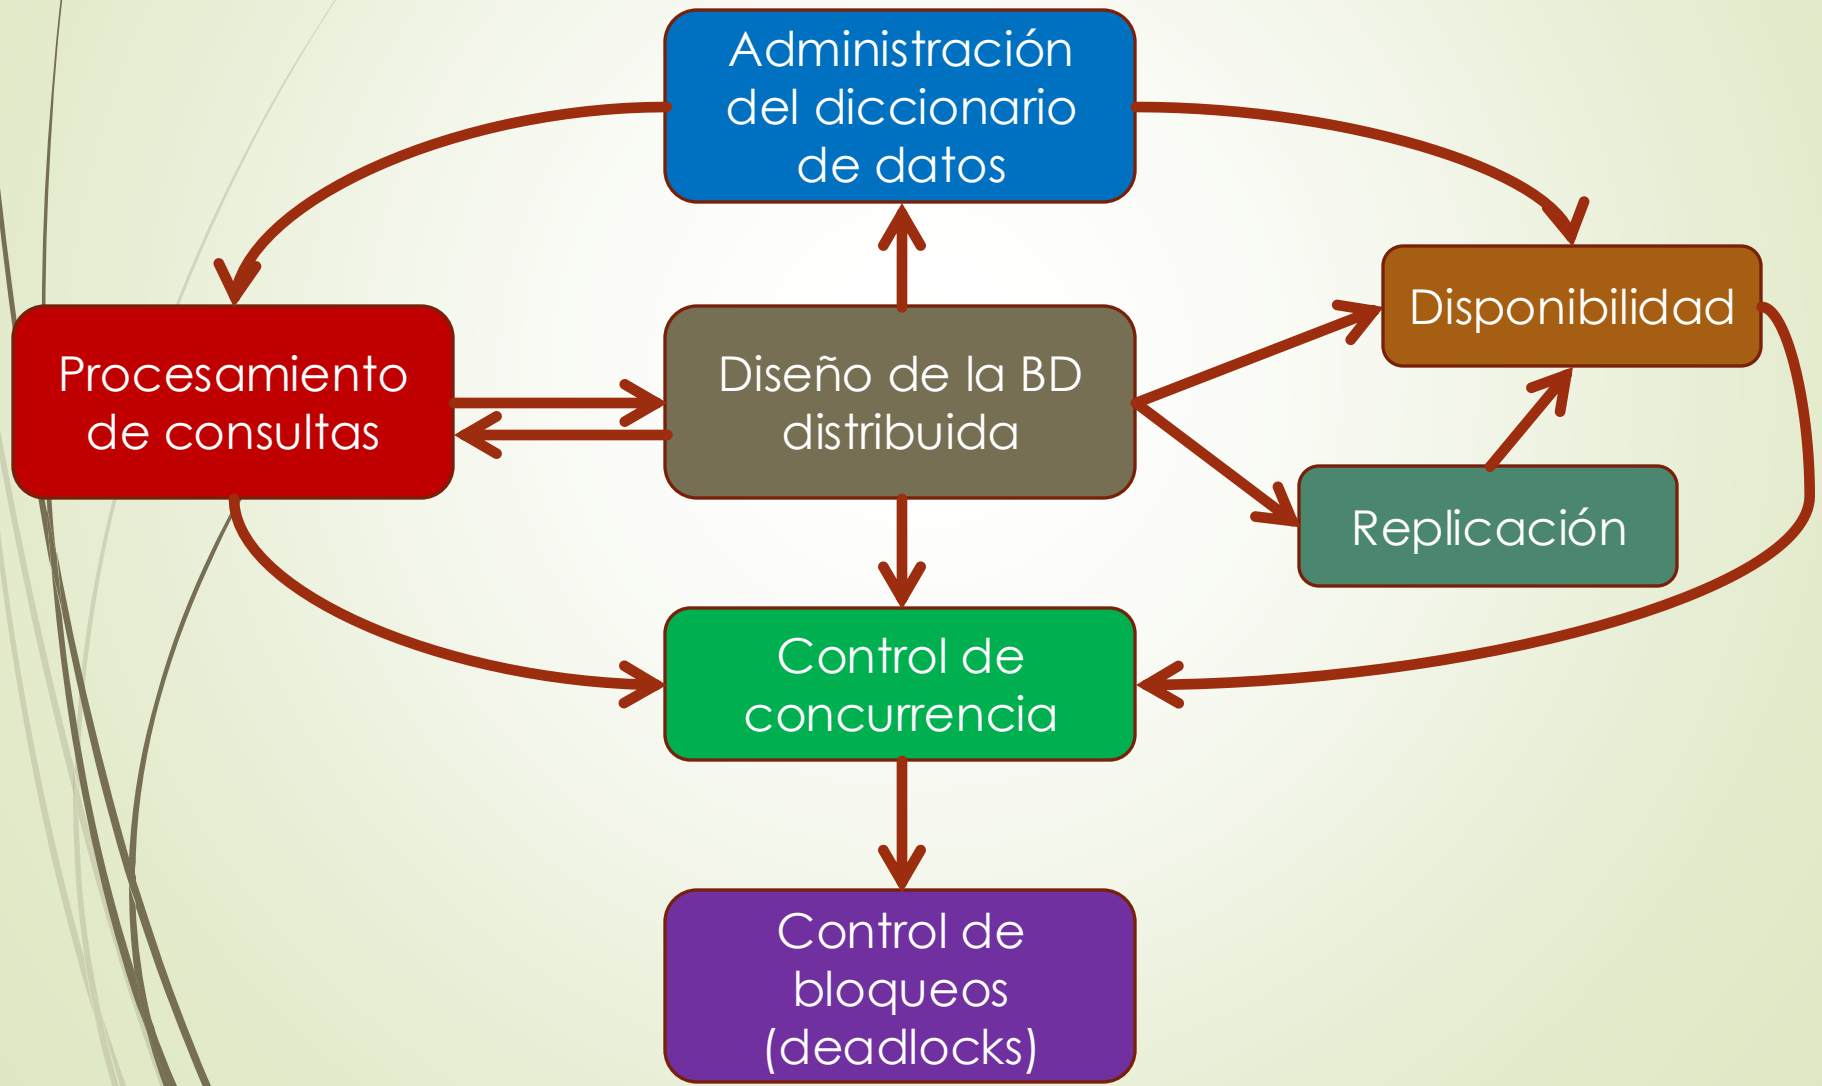 Administración
del diccionario
de datos
Procesamiento
de consultas
Diseño de la BD
distribuida
Disponibilidad
Replicación
Control de
concurrencia
Control de
bloqueos
(deadlocks)